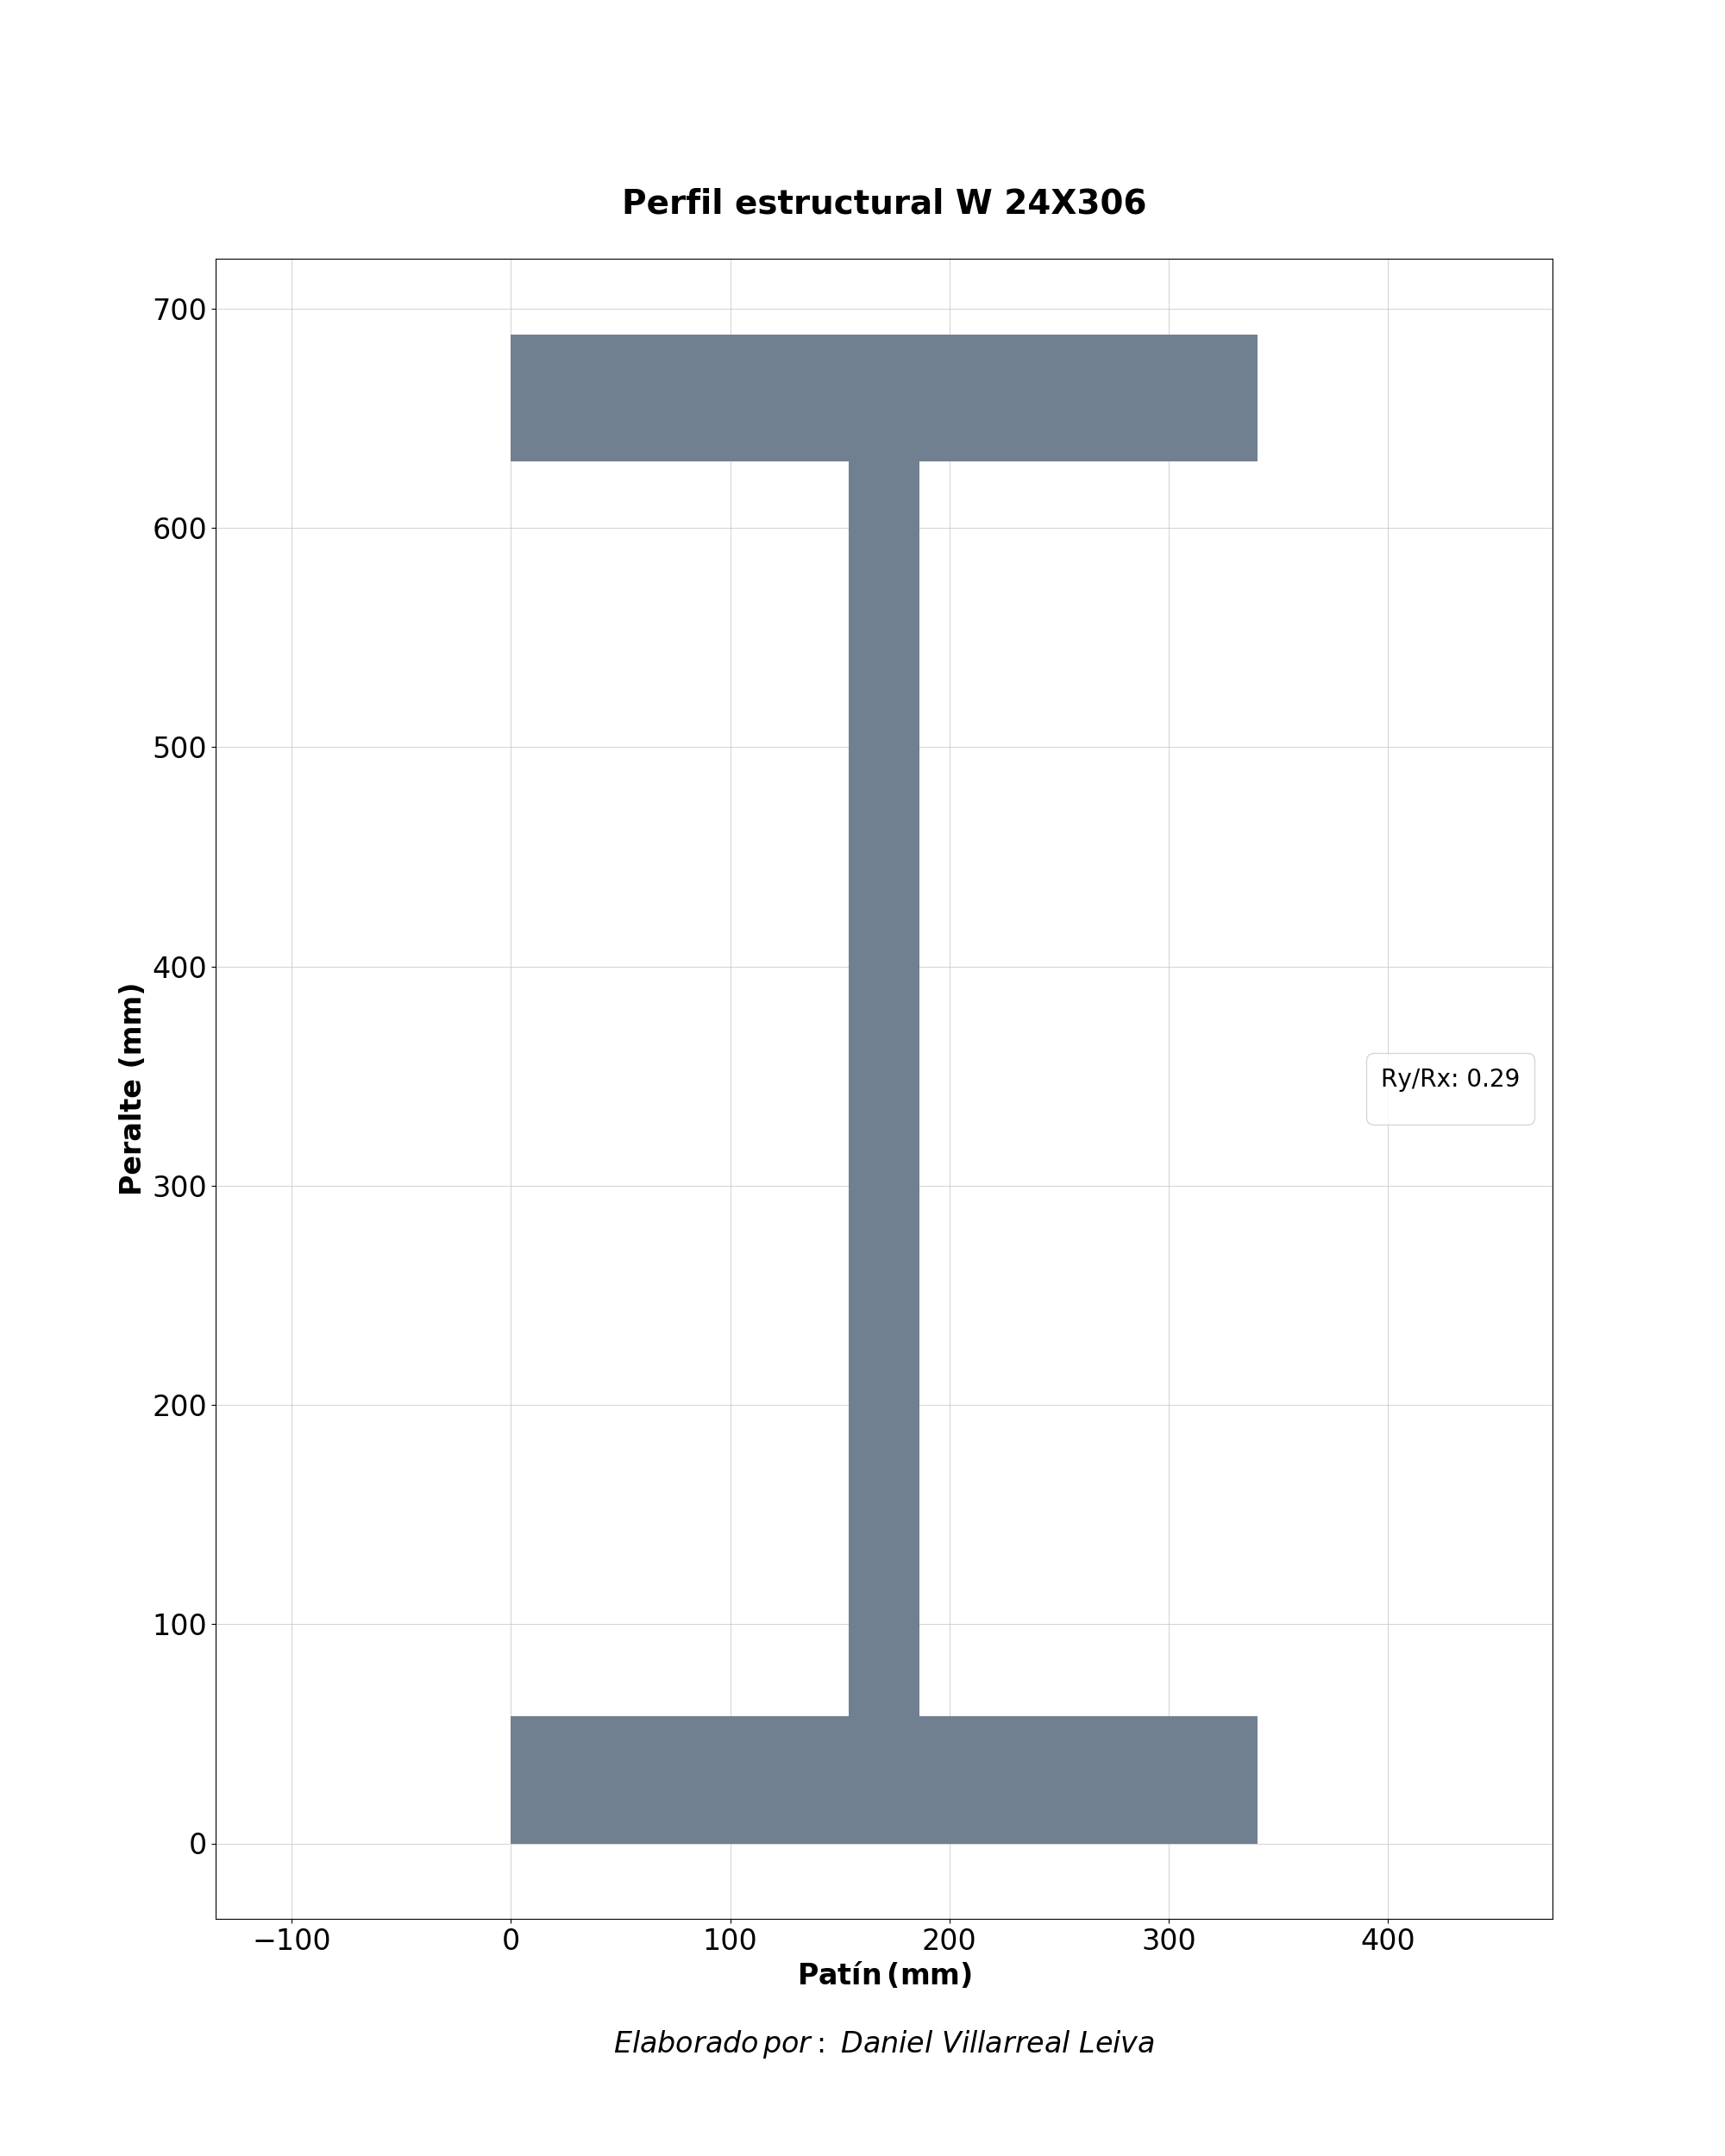 Perfil estructural W 24X306
700
600
500
400
300
200
100
0
Peralte (mm)
Ry/Rx: 0.29
−100 0 100 200 300 400
Patín (mm)
Elaborado por: Daniel Villarreal Leiva